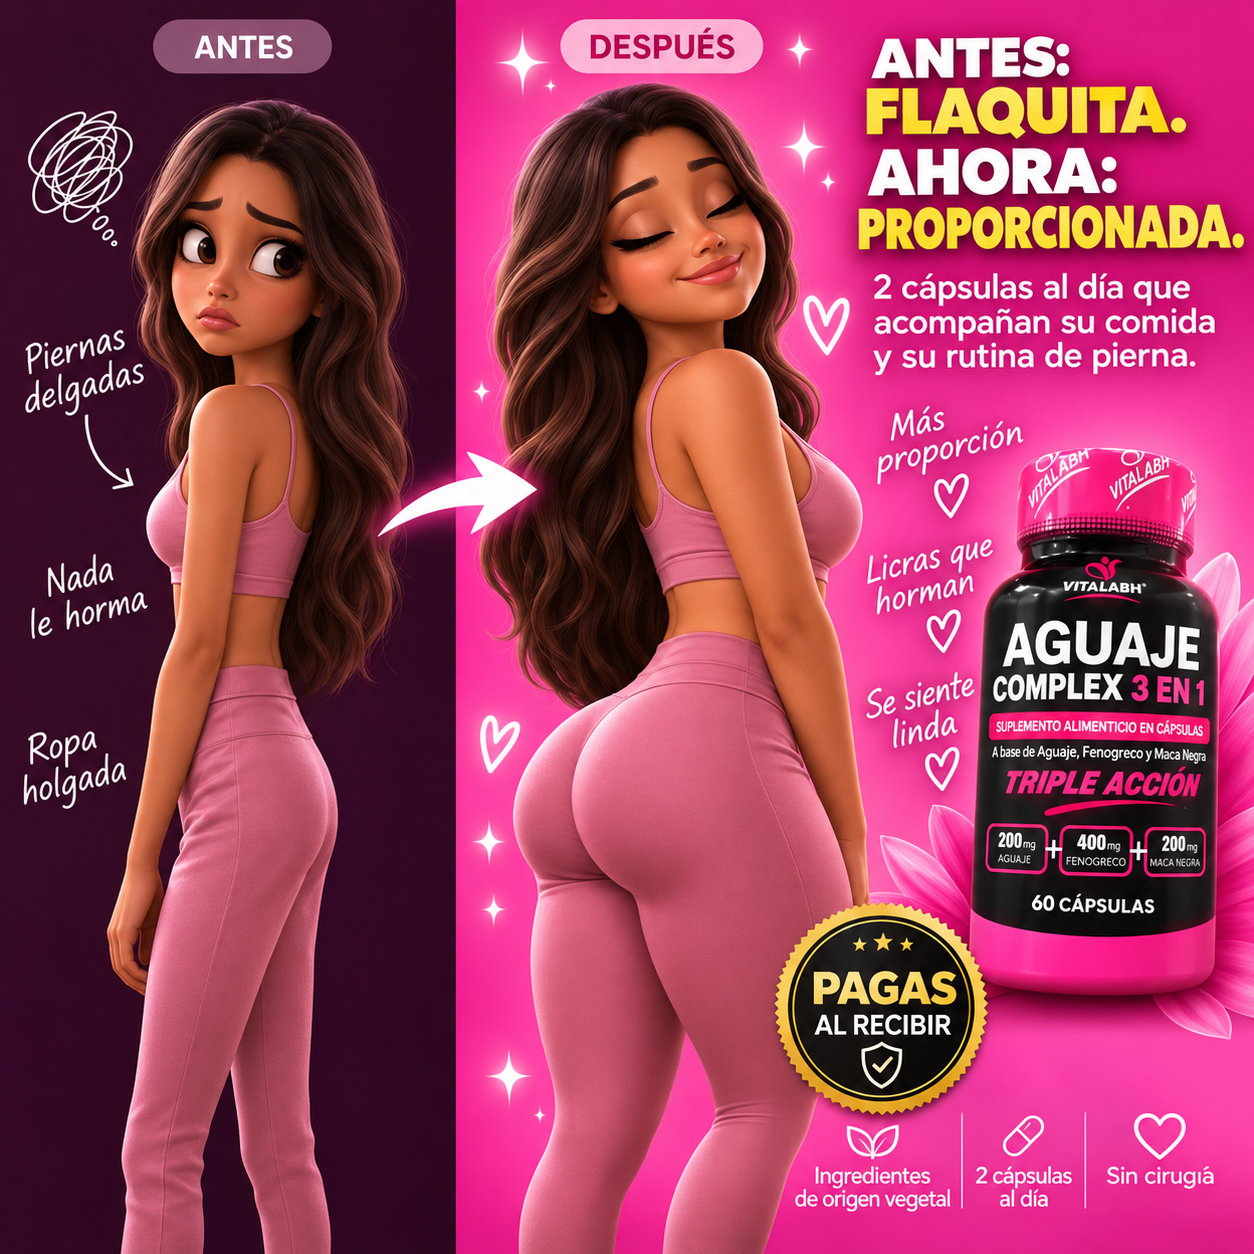 ANTES
Piernas
delgadas
Nada
le horma
Ropa
holgada
DESPUÉS
ANTES:
FLAQUITA.
AHORA:
PROPORCIONADA.
2 cápsulas al día que
acompañan su comida
y su rutina de pierna.
Más
proporción
Licras que
horman
Se siente
linda
VITALABH
VITALABH
VITALABH®
AGUAJE
COMPLEX 3 EN 1
SUPLEMENTO ALIMENTICIO EN CÁPSULAS
A base de Aguaje, Fenogreco y Maca Negra
TRIPLE ACCIÓN
200mg + 400mg + 200mg
AGUAJE FENOGRECO MACA NEGRA
60 CÁPSULAS
PAGAS
AL RECIBIR
Ingredientes
de origen vegetal
2 cápsulas
al día
Sin cirugía